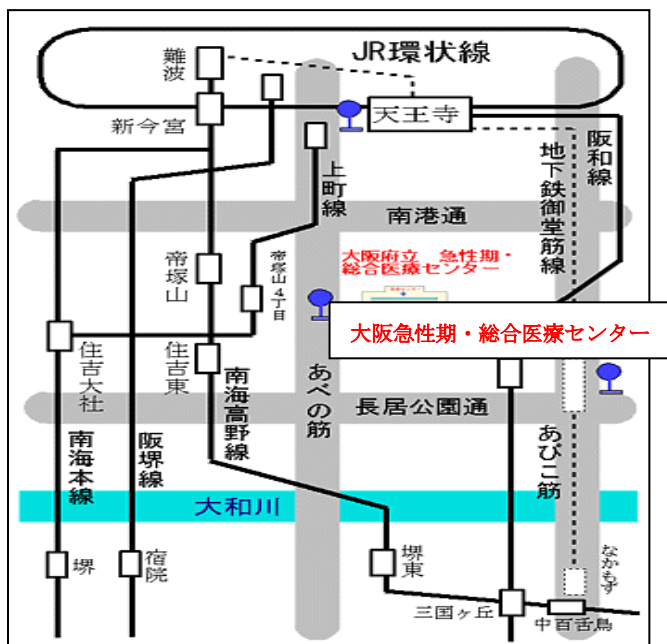 JR環状線
難波
新今宮
天王寺
阪和線
地下鉄御堂筋線
上町線
南港通
大阪府立 急性期・
総合医療センター
帝塚山
帝塚山4丁目
大阪急性期・総合医療センター
住吉大社
住吉東
あべの筋
長居公園通
南海高野線
南海本線
阪堺線
あびこ筋
大和川
堺
宿院
堺東
なかもず
三国ヶ丘
中百舌鳥